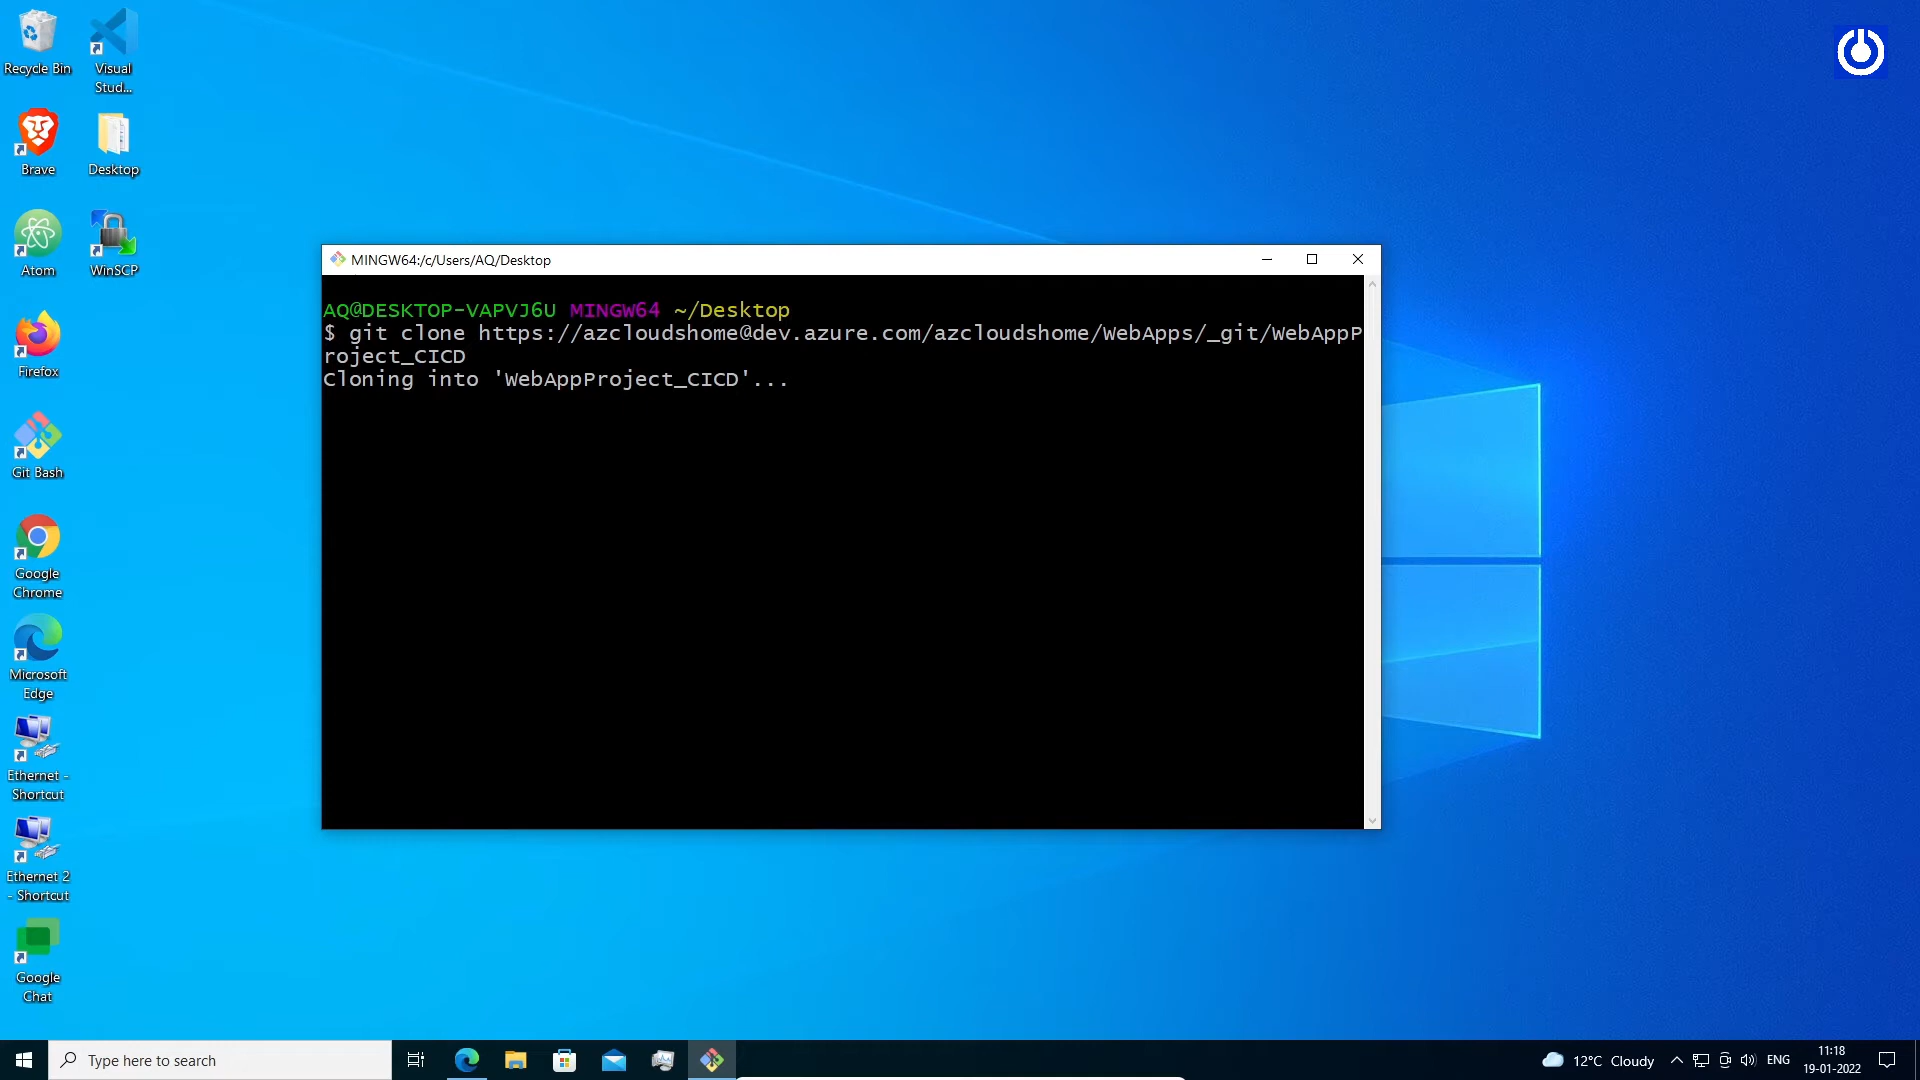 Recycle Bin
Visual
Stud...
Brave
Desktop
Atom
WinSCP
Firefox
Git Bash
Google
Chrome
Microsoft
Edge
Ethernet -
Shortcut
Ethernet 2
- Shortcut
Google
Chat
MINGW64:/c/Users/AQ/Desktop
AQ@DESKTOP-VAPVJ6U MINGW64 ~/Desktop
$ git clone https://azcloudshome@dev.azure.com/azcloudshome/WebApps/_git/WebAppP
roject_CICD
Cloning into 'WebAppProject_CICD'...
Type here to search
12°C Cloudy
ENG
11:18
19-01-2022